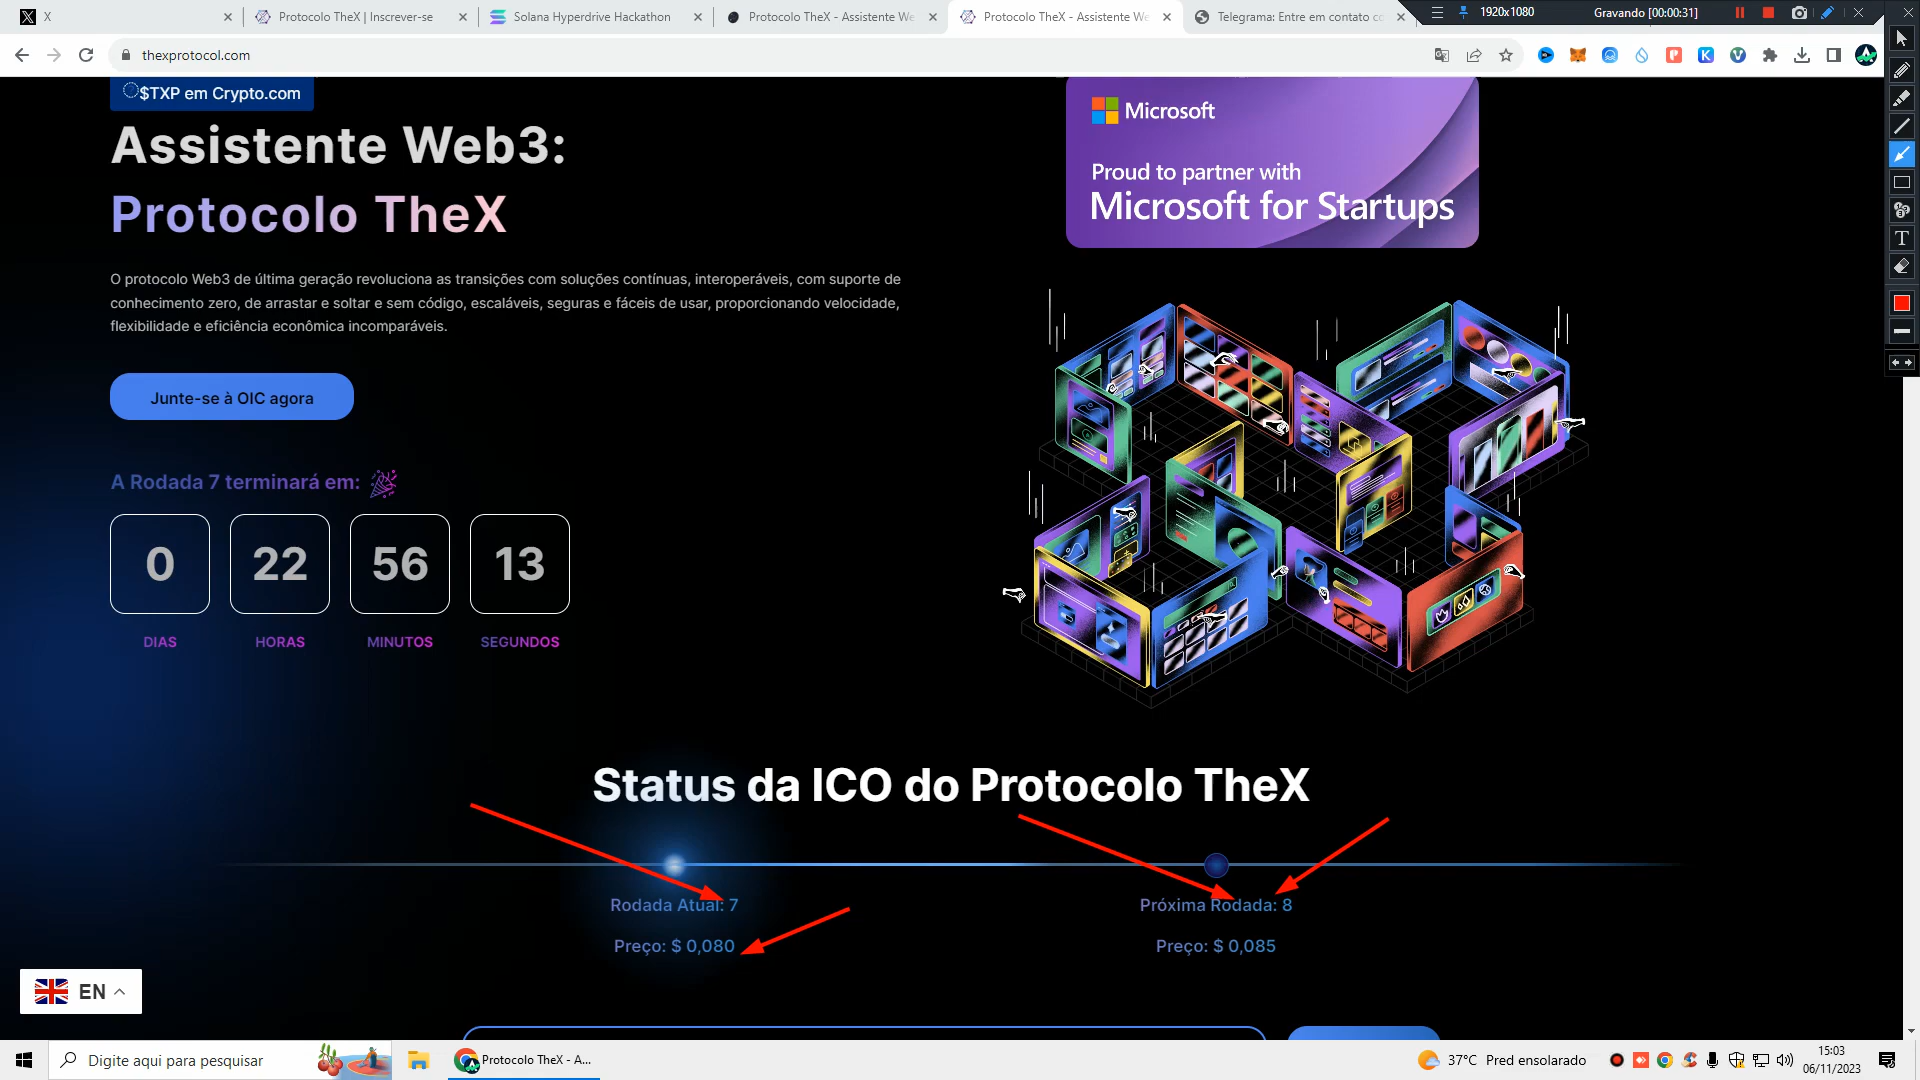 X
Protocolo TheX | Inscrever-se
Solana Hyperdrive Hackathon
Protocolo TheX - Assistente We
Protocolo TheX - Assistente We
Telegrama: Entre em contato co
1920x1080
Gravando [00:00:31]
thexprotocol.com
$TXP em Crypto.com
Assistente Web3:
Protocolo TheX
O protocolo Web3 de última geração revoluciona as transições com soluções contínuas, interoperáveis, com suporte de
conhecimento zero, de arrastar e soltar e sem código, escaláveis, seguras e fáceis de usar, proporcionando velocidade,
flexibilidade e eficiência econômica incomparáveis.
Junte-se à OIC agora
Microsoft
Proud to partner with
Microsoft for Startups
A Rodada 7 terminará em:
0 22 56 13
DIAS HORAS MINUTOS SEGUNDOS
Status da ICO do Protocolo TheX
Rodada Atual: 7
Preço: $ 0,080
Próxima Rodada: 8
Preço: $ 0,085
EN
Digite aqui para pesquisar
Protocolo TheX - A...
37°C Pred ensolarado
15:03
06/11/2023